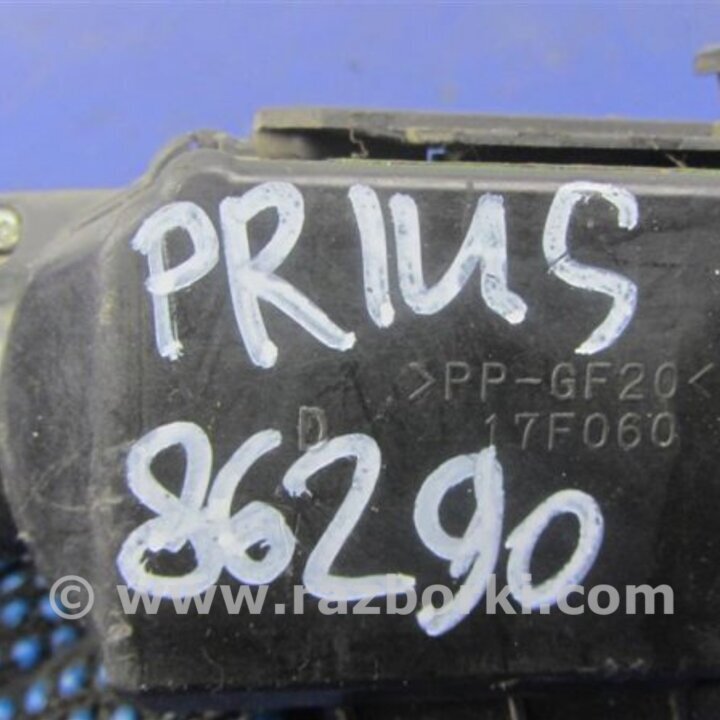 PRIUS
>PP-GF20<
D 17F060
86290
© www.razborki.com